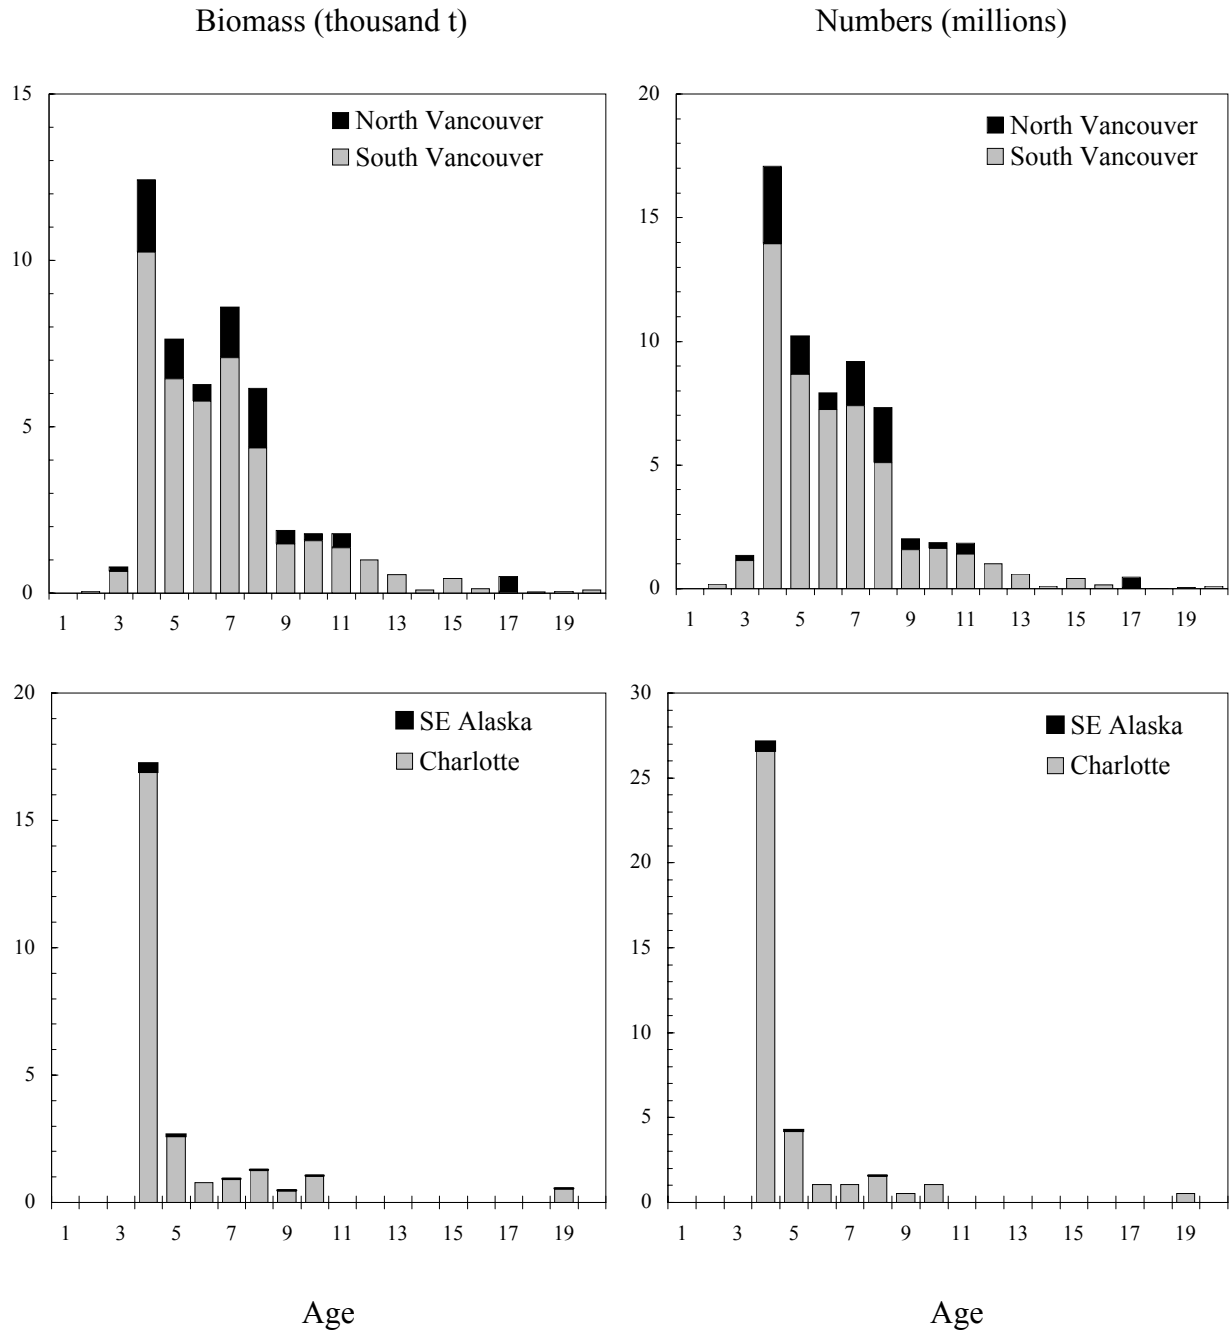 Biomass (thousand t)
Numbers (millions)
15
10
5
0
North Vancouver
South Vancouver
1 3 5 7 9 11 13 15 17 19
20
15
10
5
0
North Vancouver
South Vancouver
1 3 5 7 9 11 13 15 17 19
20
15
10
5
0
SE Alaska
Charlotte
1 3 5 7 9 11 13 15 17 19
30
25
20
15
10
5
0
SE Alaska
Charlotte
1 3 5 7 9 11 13 15 17 19
Age
Age